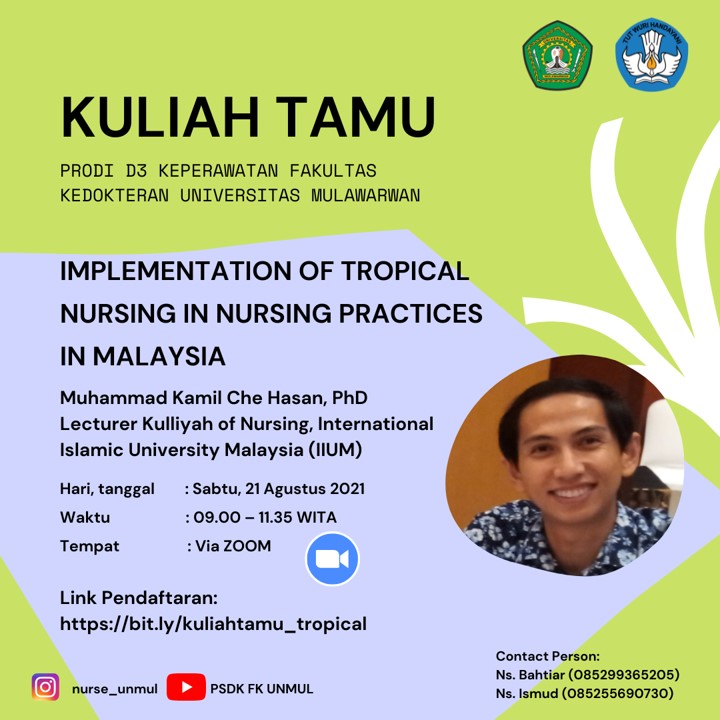 TUT WURI HANDAYANI
KULIAH TAMU
PRODI D3 KEPERAWATAN FAKULTAS
KEDOKTERAN UNIVERSITAS MULAWARWAN
IMPLEMENTATION OF TROPICAL
NURSING IN NURSING PRACTICES
IN MALAYSIA
Muhammad Kamil Che Hasan, PhD
Lecturer Kulliyah of Nursing, International
Islamic University Malaysia (IIUM)
Hari, tanggal : Sabtu, 21 Agustus 2021
Waktu : 09.00 – 11.35 WITA
Tempat : Via ZOOM
Link Pendaftaran:
https://bit.ly/kuliahtamu_tropical
Contact Person:
Ns. Bahtiar (085299365205)
Ns. Ismud (085255690730)
nurse_unmul PSDK FK UNMUL